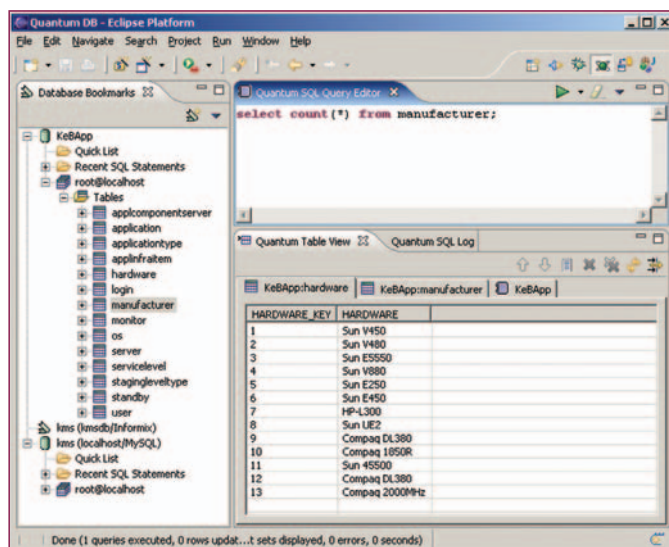 Quantum DB - Eclipse Platform
File Edit Navigate Search Project Run Window Help
Database Bookmarks
KeBApp
Quick List
Recent SQL Statements
root@localhost
Tables
applcomponentserver
application
applicationtype
applinfraitem
hardware
login
manufacturer
monitor
os
server
servicelevel
stagingleveltype
standby
user
kms (kmsdb/Informix)
kms (localhost/MySQL)
Quick List
Recent SQL Statements
root@localhost
Quantum SQL Query Editor
select count(*) from manufacturer;
Quantum Table View Quantum SQL Log
KeBApp:hardware KeBApp:manufacturer KeBApp
HARDWARE_KEY HARDWARE
1 Sun V450
2 Sun V480
3 Sun E5550
4 Sun V880
5 Sun E250
6 Sun E450
7 HP-L300
8 Sun UE2
9 Compaq DL380
10 Compaq 1850R
11 Sun 45500
12 Compaq DL380
13 Compaq 2000MHz
Done (1 queries executed, 0 rows updat...t sets displayed, 0 errors, 0 seconds)